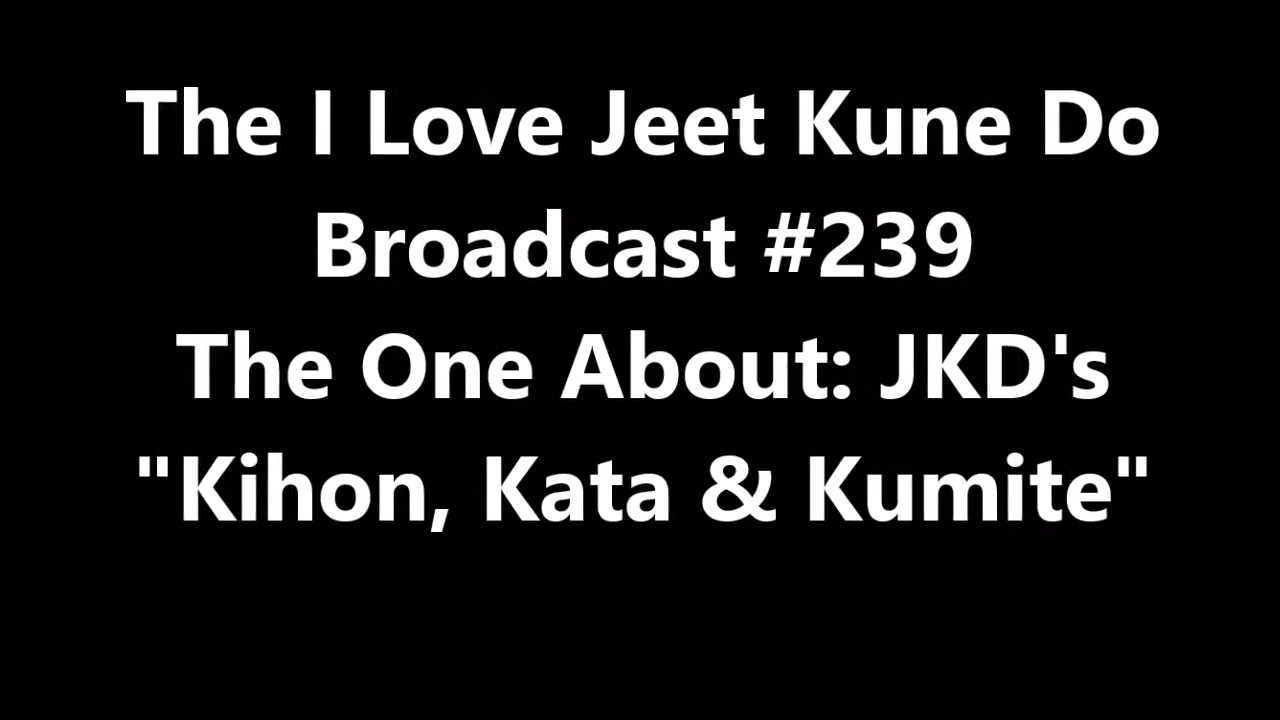 The I Love Jeet Kune Do
Broadcast #239
The One About: JKD's
"Kihon, Kata & Kumite"